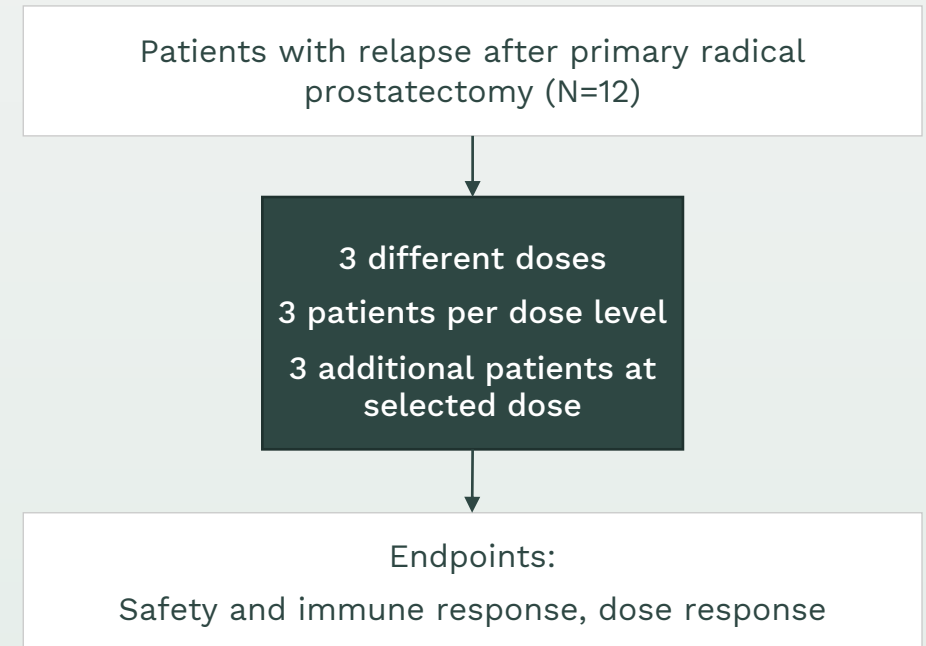 Patients with relapse after primary radical
prostatectomy (N=12)
3 different doses
3 patients per dose level
3 additional patients at
selected dose
Endpoints:
Safety and immune response, dose response